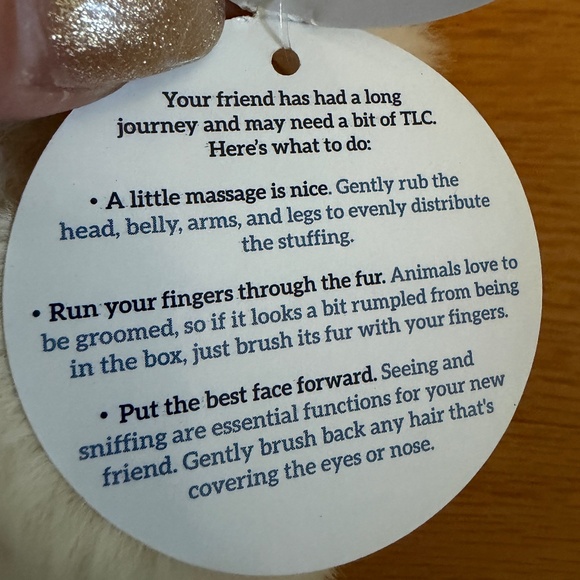 Your friend has had a long
journey and may need a bit of TLC.
Here's what to do:
• A little massage is nice. Gently rub the
head, belly, arms, and legs to evenly distribute
the stuffing.
• Run your fingers through the fur. Animals love to
be groomed, so if it looks a bit rumpled from being
in the box, just brush its fur with your fingers.
• Put the best face forward. Seeing and
sniffing are essential functions for your new
friend. Gently brush back any hair that's
covering the eyes or nose.